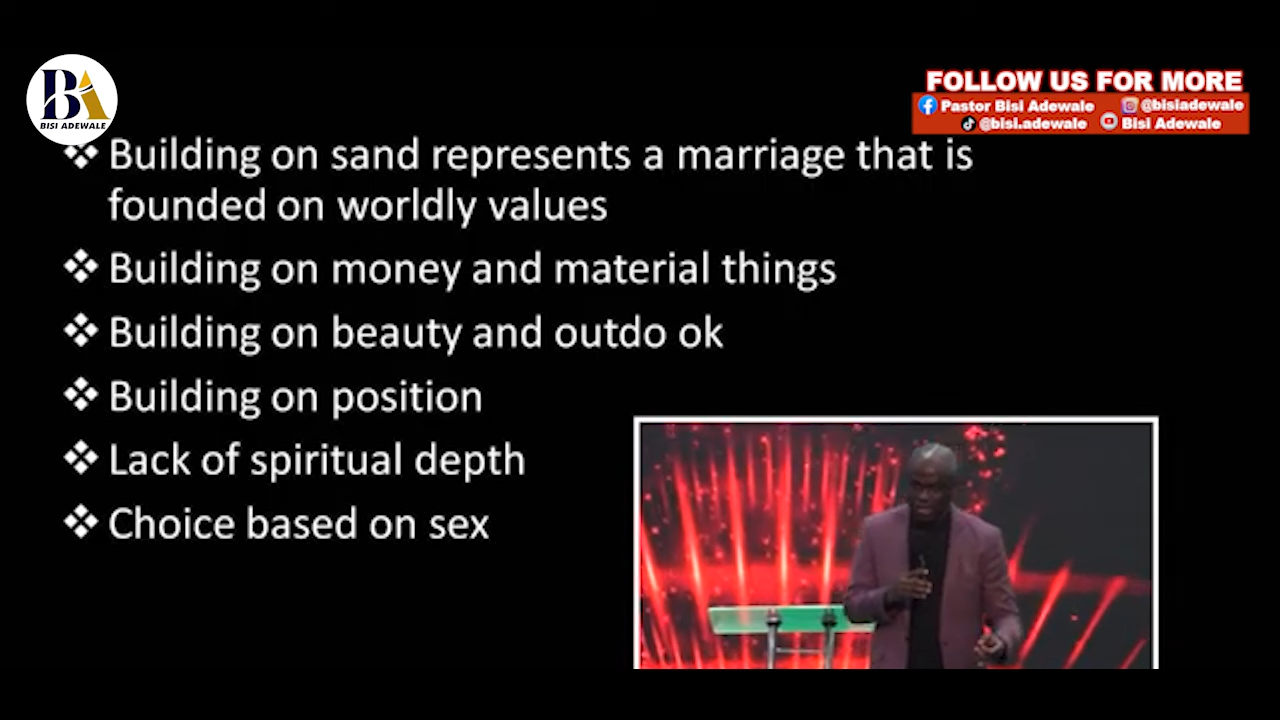 BA
BISI ADEWALE
FOLLOW US FOR MORE
Pastor Bisi Adewale @bisiadewale
@bisi.adewale Bisi Adewale
Building on sand represents a marriage that is
founded on worldly values
Building on money and material things
Building on beauty and outdo ok
Building on position
Lack of spiritual depth
Choice based on sex